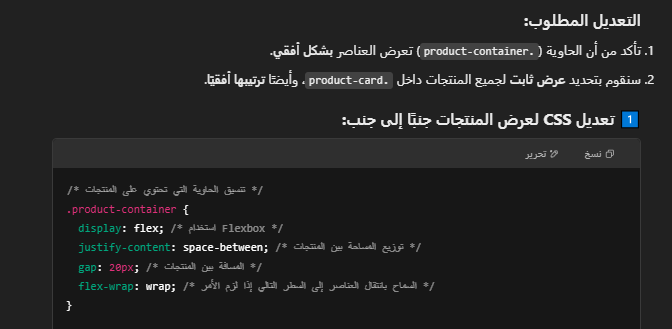 التعديل المطلوب:
1. تأكد من أن الحاوية (.product-container) تعرض العناصر بشكل أفقي.
2. سنقوم بتحديد عرض ثابت لجميع المنتجات داخل .product-card، وأيضًا ترتيبها أفقيًا.
1 تعديل CSS لعرض المنتجات جنبًا إلى جنب:
نسخ تحرير
/* تنسيق الحاوية التي تحتوي على المنتجات */
.product-container {
display: flex; /* استخدام Flexbox */
justify-content: space-between; /* توزيع المساحة بين المنتجات */
gap: 20px; /* المسافة بين المنتجات */
flex-wrap: wrap; /* السماح بانتقال العناصر إلى السطر التالي إذا لزم الأمر */
}